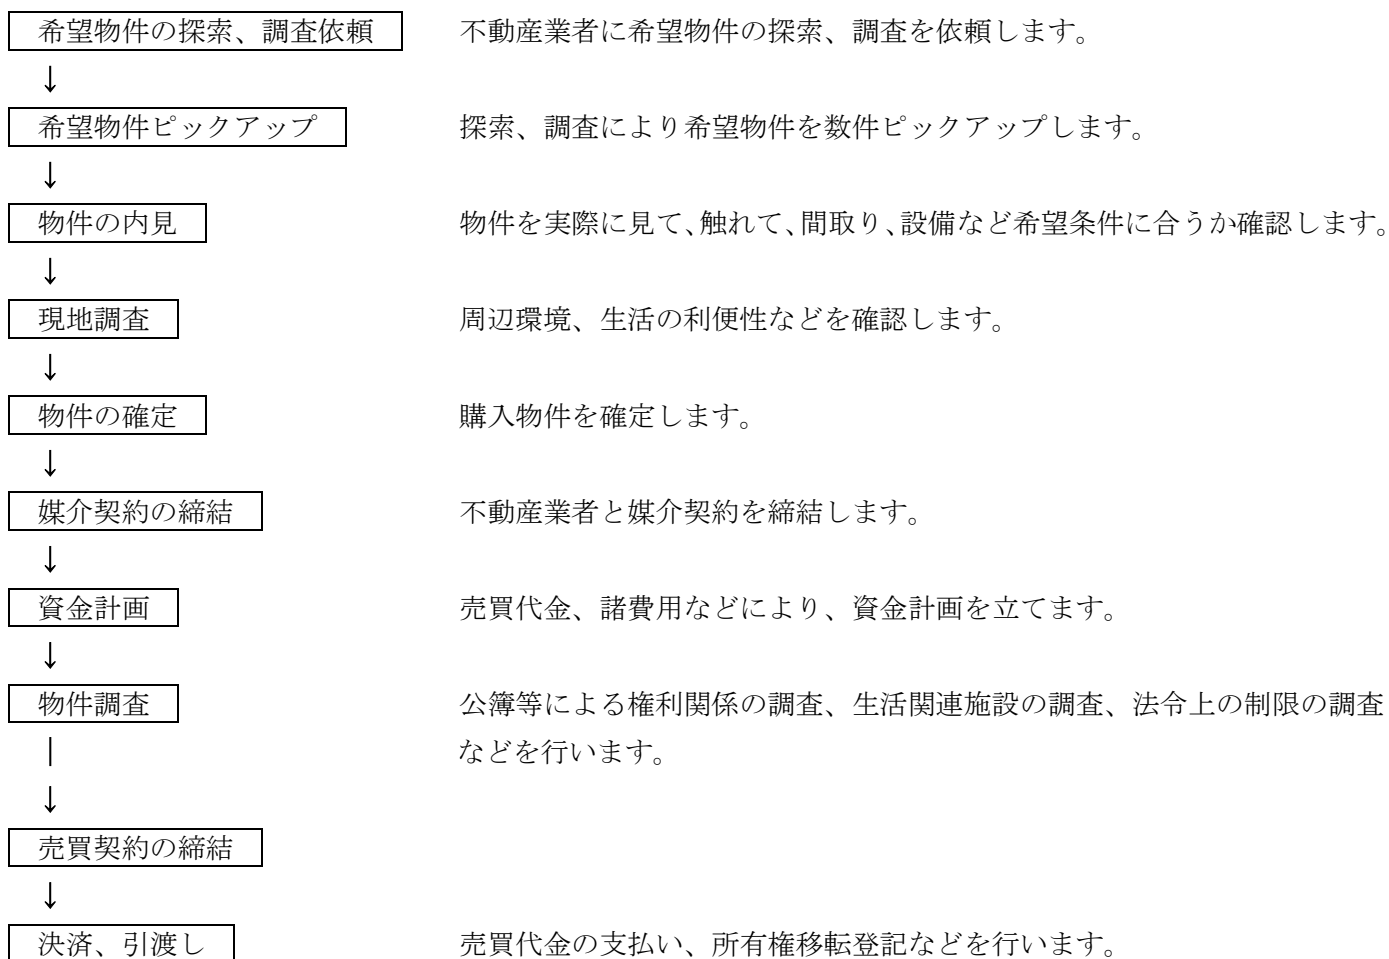 希望物件の探索、調査依頼 不動産業者に希望物件の探索、調査を依頼します。
↓
希望物件ピックアップ 探索、調査により希望物件を数件ピックアップします。
↓
物件の内見 物件を実際に見て、触れて、間取り、設備など希望条件に合うか確認します。
↓
現地調査 周辺環境、生活の利便性などを確認します。
↓
物件の確定 購入物件を確定します。
↓
媒介契約の締結 不動産業者と媒介契約を締結します。
↓
資金計画 売買代金、諸費用などにより、資金計画を立てます。
↓
物件調査 公簿等による権利関係の調査、生活関連施設の調査、法令上の制限の調査
| などを行います。
↓
売買契約の締結
↓
決済、引渡し 売買代金の支払い、所有権移転登記などを行います。